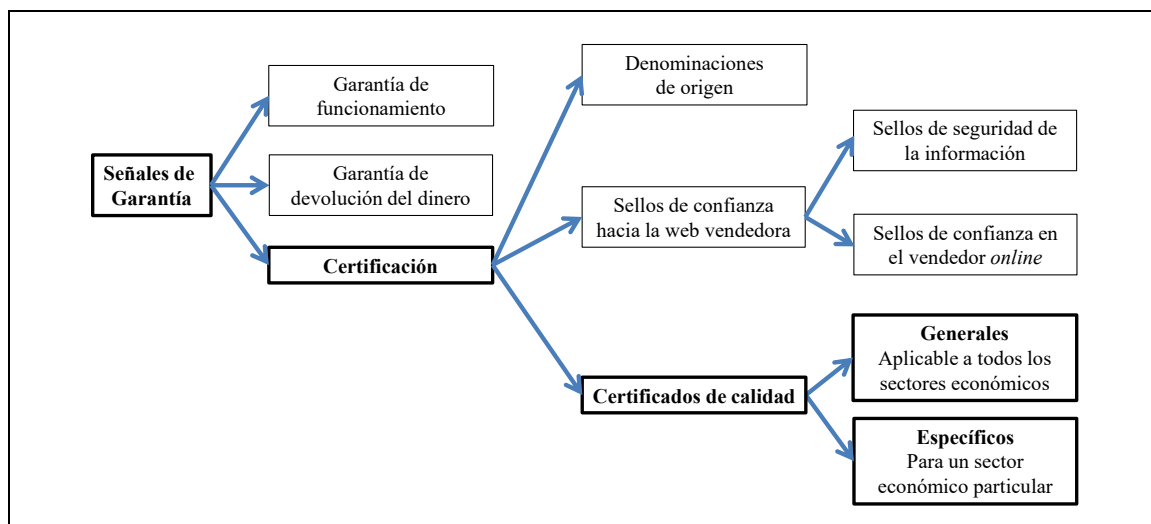 Señales de
Garantía
Garantía de
funcionamiento
Garantía de
devolución del dinero
Certificación
Denominaciones
de origen
Sellos de confianza
hacia la web vendedora
Certificados de calidad
Sellos de seguridad de
la información
Sellos de confianza en
el vendedor online
Generales
Aplicable a todos los
sectores económicos
Específicos
Para un sector
económico particular